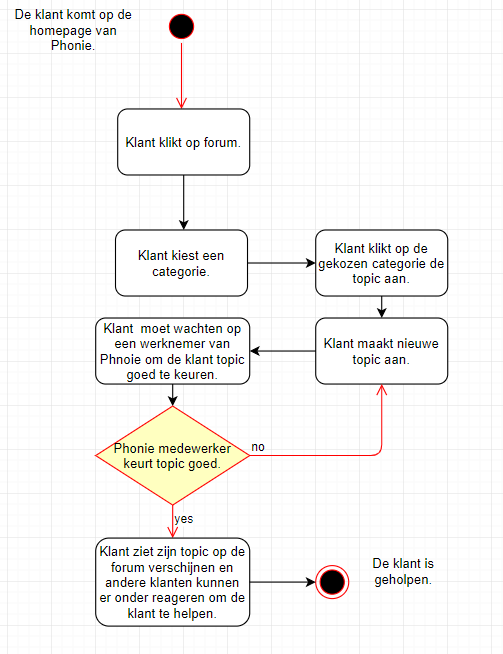 De klant komt op de
homepage van
Phonie.
Klant klikt op forum.
Klant kiest een
categorie.
Klant klikt op de
gekozen categorie de
topic aan.
Klant  moet wachten op
een werknemer van
Phnoie om de klant topic
goed te keuren.
Klant maakt nieuwe
topic aan.
Phonie medewerker
keurt topic goed.
no
yes
Klant ziet zijn topic op de
forum verschijnen en
andere klanten kunnen
er onder reageren om de
klant te helpen.
De klant is
geholpen.